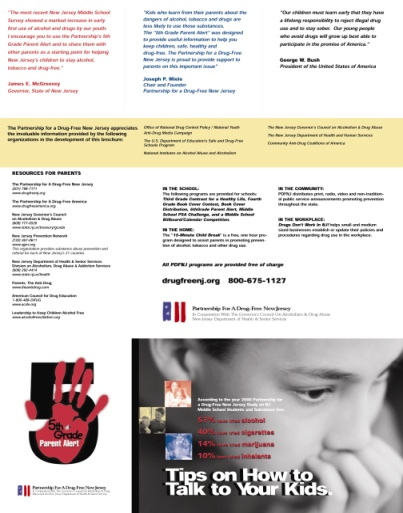 "The most recent New Jersey Middle School
Survey showed a marked increase in early
first use of alcohol and drugs by our youth
I encourage you to use the Partnership's 5th
Grade Parent Alert and to share them with
other parents as a starting point for helping
New Jersey's children to stay alcohol,
tobacco and drug-free."
James E. McGreevey
Governor, State of New Jersey
"Kids who learn from their parents about the
dangers of alcohol, tobacco and drugs are
less likely to use those substances.
The "5th Grade Parent Alert" was designed
to provide useful information to help you
keep children, safe, healthy and
drug-free. The Partnership for a Drug-Free
New Jersey is proud to provide support to
parents on this important issue"
Joseph P. Miele
Chair and Founder
Partnership for a Drug-Free New Jersey
"Our children must learn early that they have
a lifelong responsibility to reject illegal drug
use and to stay sober. Our young people
who avoid drugs will grow up best able to
participate in the promise of America."
George W. Bush
President of the United States of America
The Partnership for a Drug-Free New Jersey appreciates
the invaluable information provided by the following
organizations in the development of this brochure:
Office of National Drug Control Policy / National Youth
Anti-Drug Media Campaign
The U.S. Department of Education's Safe and Drug-Free
Schools Program
National Institutes on Alcohol Abuse and Alcoholism
The New Jersey Governor's Council on Alcoholism & Drug Abuse
The New Jersey Department of Health and Human Services
Community Anti-Drug Coalitions of America
RESOURCES FOR PARENTS
The Partnership for a Drug-Free New Jersey
www.drugfreenj.org
The Partnership for a Drug-Free America
www.drugfreeamerica.org
New Jersey Governor's Council
on Alcoholism & Drug Abuse
New Jersey Prevention Network
www.njpn.org
This organization provides substance abuse prevention and
referral for each of New Jersey's 21 counties.
New Jersey Department of Health & Senior Services
Division on Alcoholism, Drug Abuse & Addiction Services
Parents. The Anti-Drug
www.theantidrug.com
American Council for Drug Education
1-800-488-DRUG
www.acde.org
Leadership to Keep Children Alcohol Free
www.alcoholfreechildren.org
IN THE SCHOOL:
The following programs are provided for schools:
Third Grade Contract for a Healthy Life, Fourth
Grade Book Cover Contest, Book Cover
Distribution, 5thGrade Parent Alert, Middle
School PSA Challenge, and a Middle School
Billboard/Calendar Competition.
IN THE HOME:
The "15-Minute Child Break" is a free, one hour pro-
gram designed to assist parents in promoting preven-
tion of alcohol, tobacco and other drug use.
IN THE COMMUNITY:
PDFNJ distributes print, radio, video and non-tradition-
al public service announcements promoting prevention
throughout the state.
IN THE WORKPLACE:
Drugs Don't Work in NJ! helps small and medium
sized businesses establish or update their policies and
procedures regarding drug use in the workplace.
All PDFNJ programs are provided free of charge
drugfreenj.org 800-675-1127
Partnership For A Drug-Free New Jersey
In Cooperation With The Governor's Council On Alcoholism & Drug Abuse
New Jersey Department of Health & Senior Services
5
5th
Grade
Parent Alert
Partnership For A Drug-Free New Jersey
According to the year 2000 Partnership for
a Drug-Free New Jersey Study on NJ
Middle School Students and Substance Use:
57% have tried alcohol
40% have tried cigarettes
14% have tried marijuana
10% have tried inhalants
Tips on How to
Talk to Your Kids.